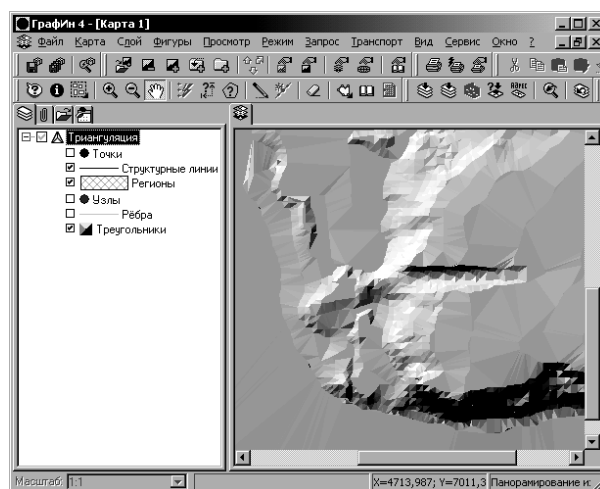 ГрафИн 4 - [Карта 1]
Файл Карта Слой Фигуры Просмотр Режим Запрос Транспорт Вид Сервис Окно ?
Триангуляция
Точки
Структурные линии
Регионы
Узлы
Рёбра
Треугольники
Масштаб: 1:1 X=4713,987; Y=7011,3 Панорамирование и: